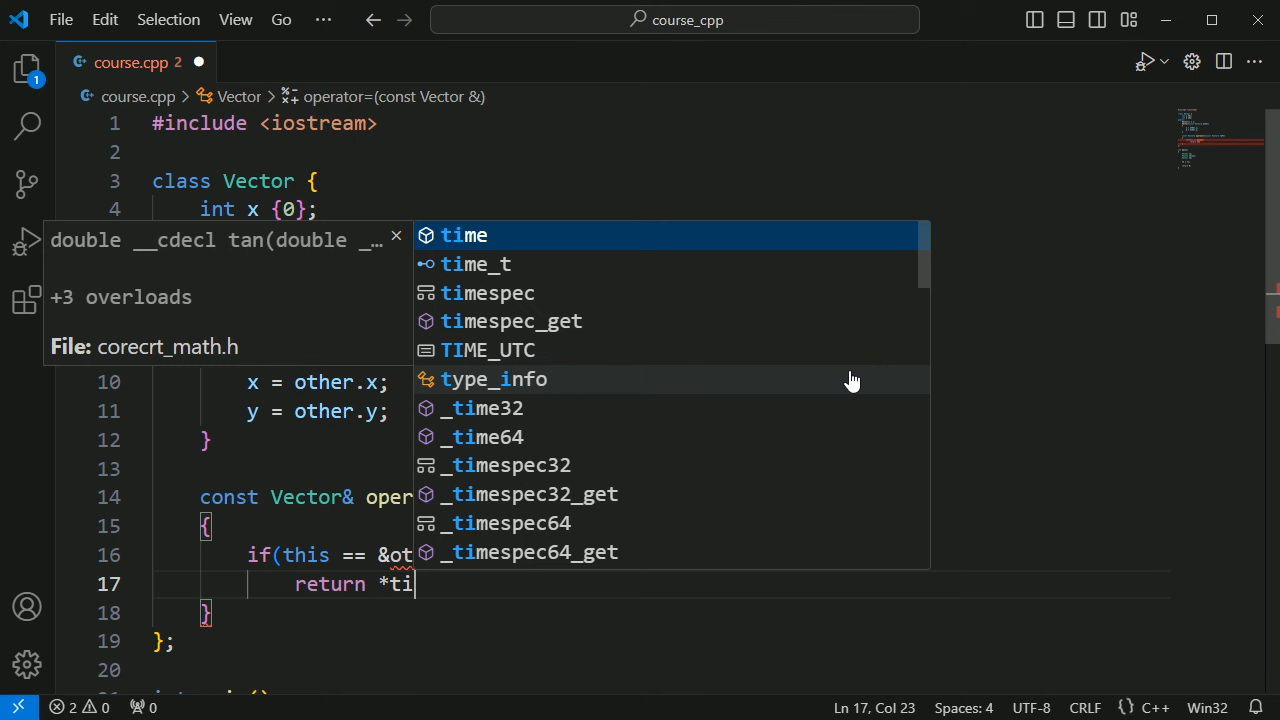 File Edit Selection View Go ··· course_cpp
course.cpp 2
course.cpp > Vector > operator=(const Vector &)
1 #include <iostream>
2
3 class Vector {
4 int x {0};
double __cdecl tan(double _…
+3 overloads
File: corecrt_math.h
time
time_t
timespec
timespec_get
TIME_UTC
type_info
_time32
_time64
_timespec32
_timespec32_get
_timespec64
_timespec64_get
1
10 x = other.x;
11 y = other.y;
12 }
13
14 const Vector& oper
15 {
16 if(this == &ot
17 return *ti
18 }
19 };
20
2 0 0 Ln 17, Col 23 Spaces: 4 UTF-8 CRLF {} C++ Win32